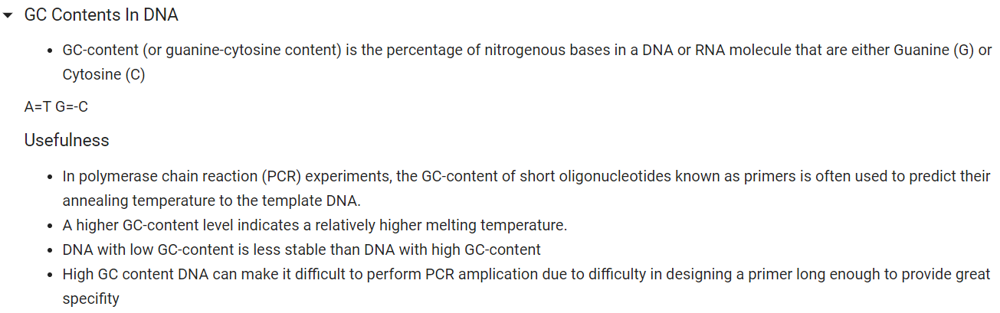 GC Contents In DNA
GC-content (or guanine-cytosine content) is the percentage of nitrogenous bases in a DNA or RNA molecule that are either Guanine (G) or
Cytosine (C)
A=T G=-C
Usefulness
In polymerase chain reaction (PCR) experiments, the GC-content of short oligonucleotides known as primers is often used to predict their
annealing temperature to the template DNA.
A higher GC-content level indicates a relatively higher melting temperature.
DNA with low GC-content is less stable than DNA with high GC-content
High GC content DNA can make it difficult to perform PCR amplication due to difficulty in designing a primer long enough to provide great
specifity